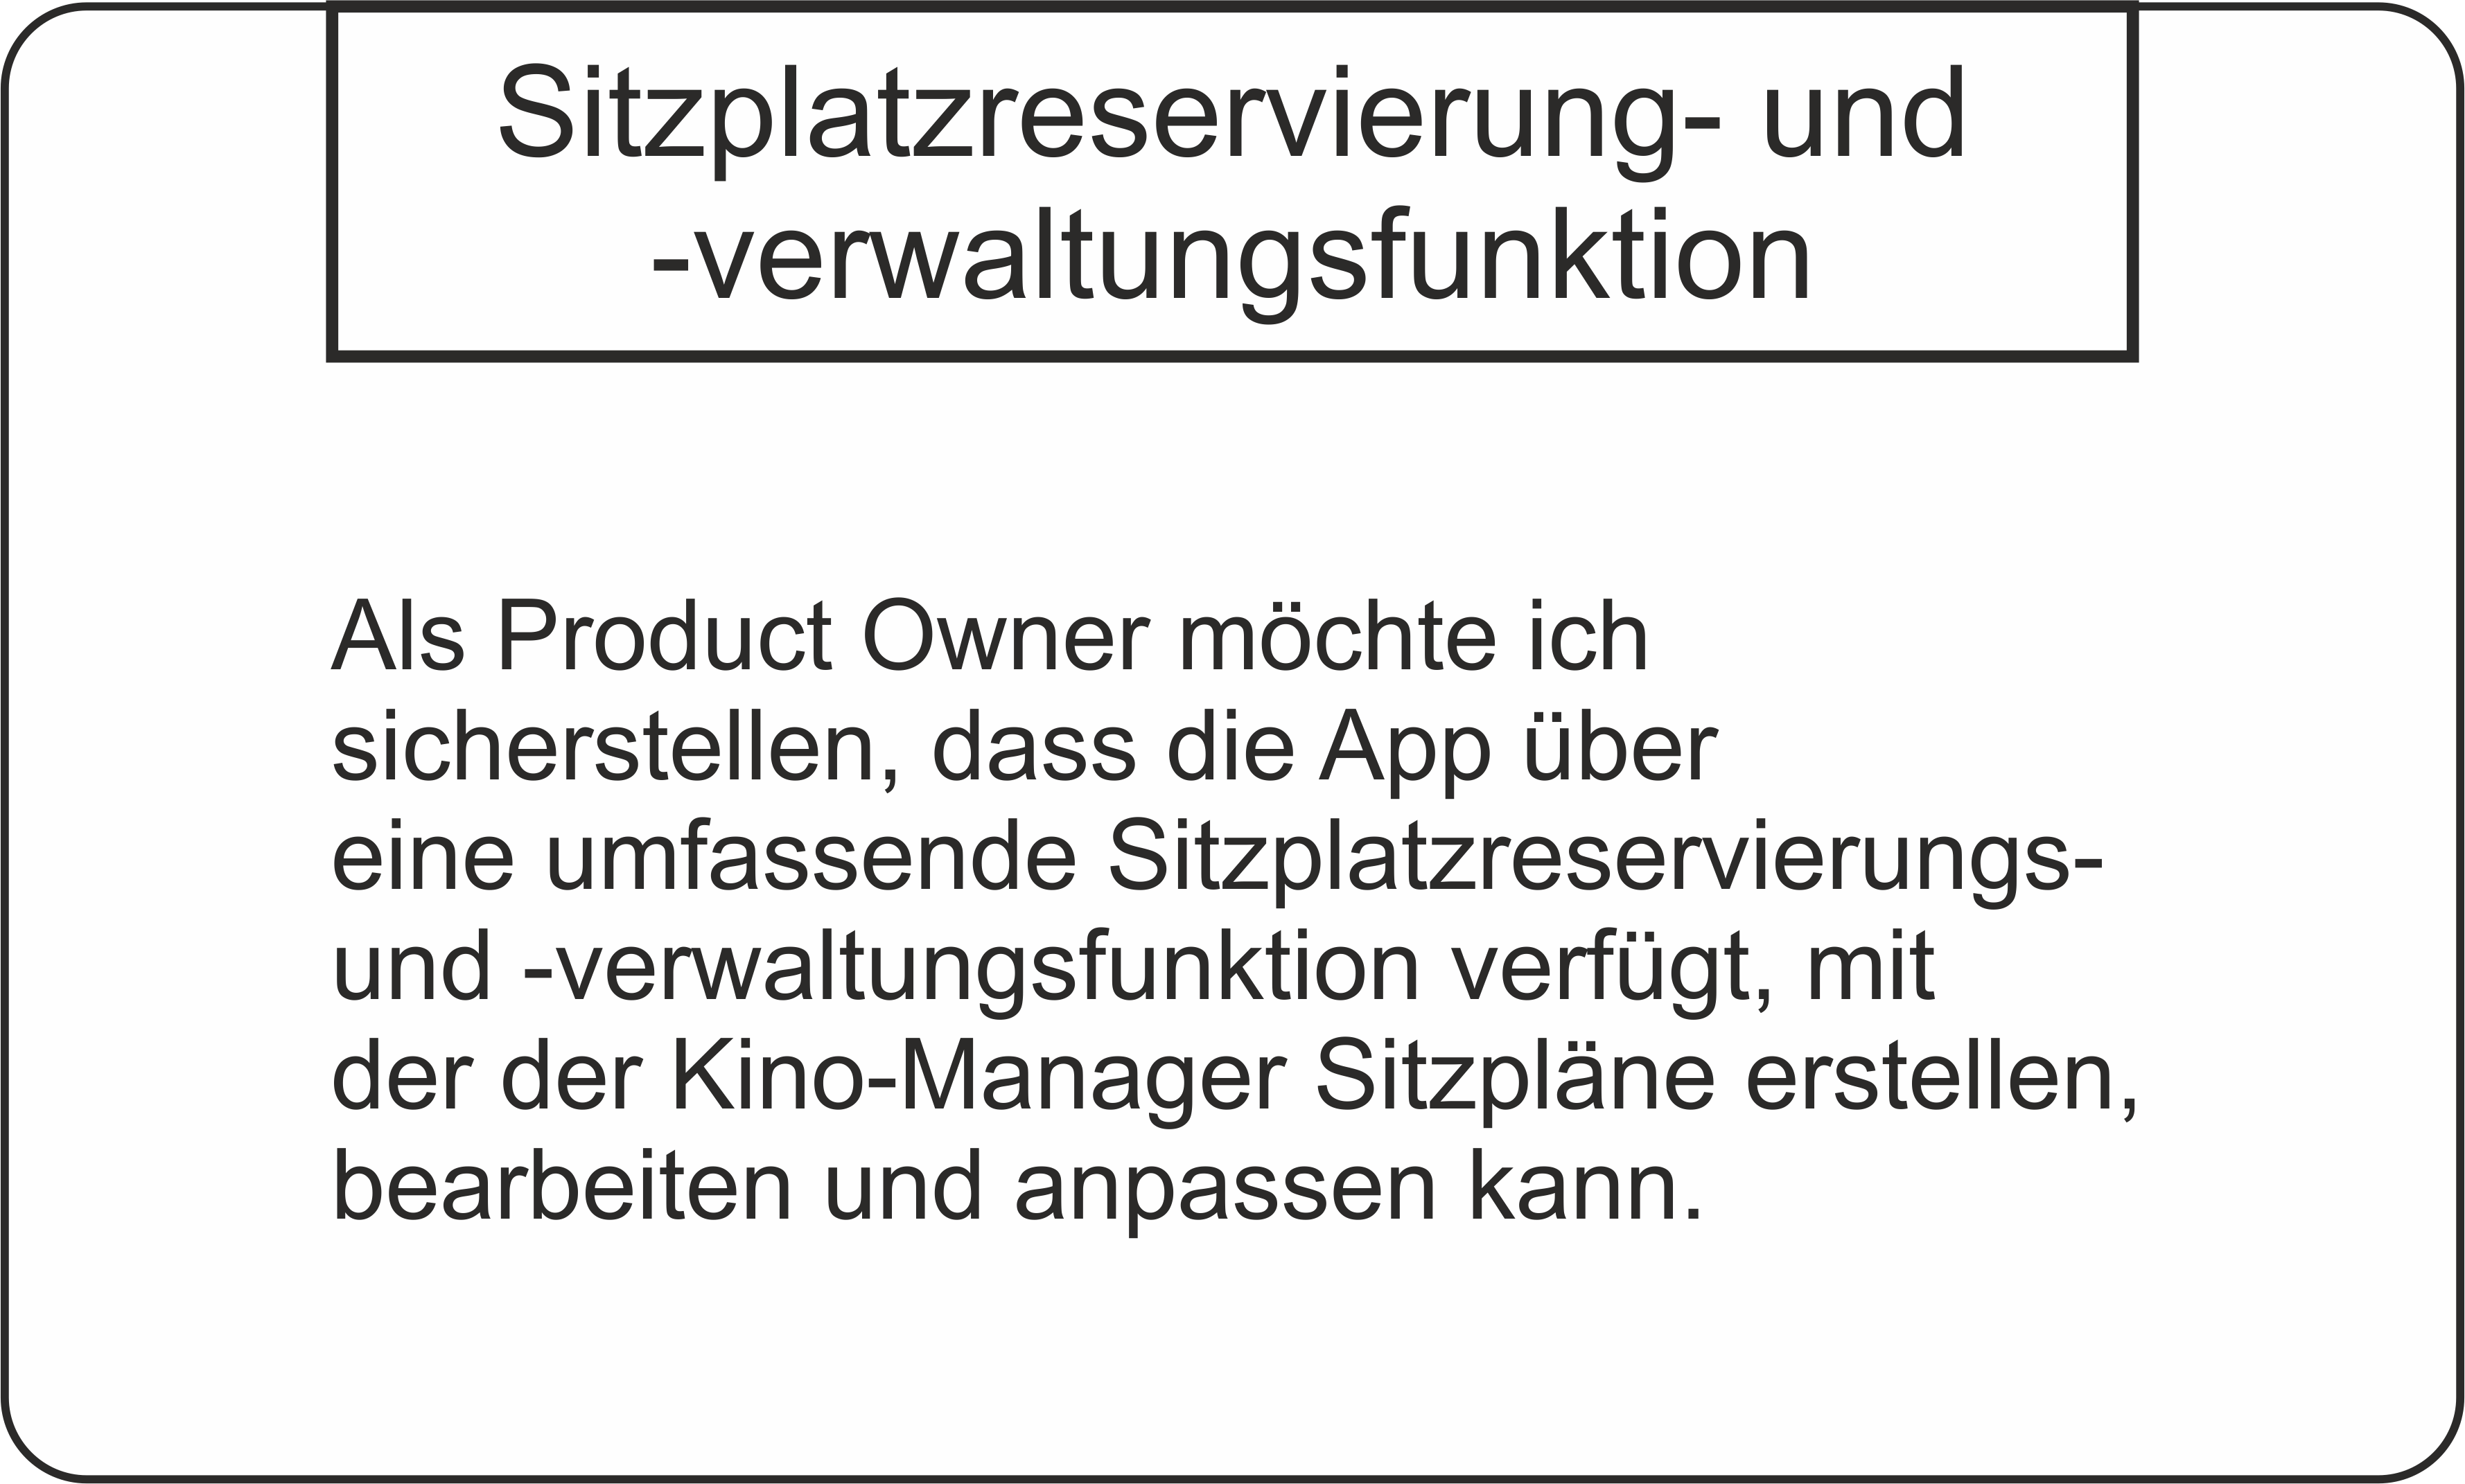 Sitzplatzreservierung- und
-verwaltungsfunktion
Als Product Owner möchte ich
sicherstellen, dass die App über
eine umfassende Sitzplatzreservierungs-
und -verwaltungsfunktion verfügt, mit
der der Kino-Manager Sitzpläne erstellen,
bearbeiten und anpassen kann.